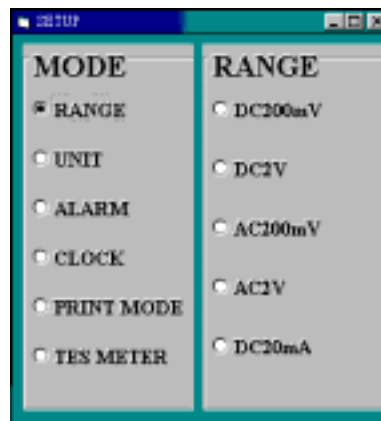 SETUP
MODE
RANGE
UNIT
ALARM
CLOCK
PRINT MODE
TES METER
RANGE
DC200mV
DC2V
AC200mV
AC2V
DC20mA